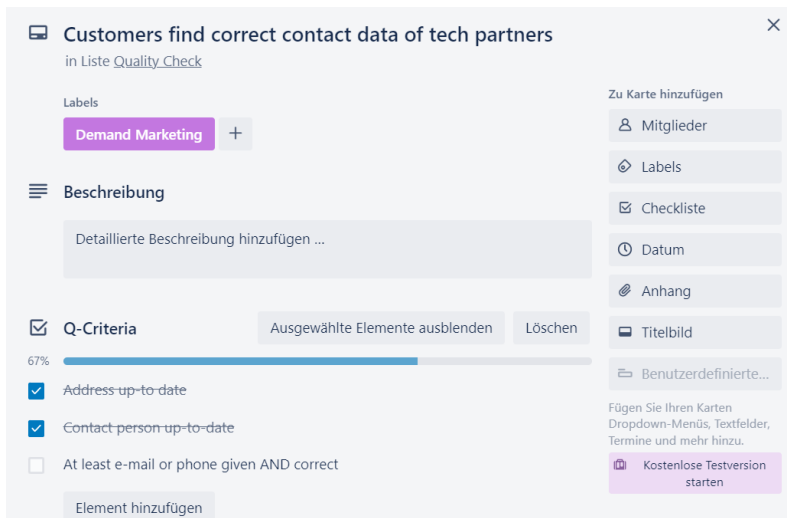 Customers find correct contact data of tech partners
in Liste Quality Check
Labels
Demand Marketing +
Beschreibung
Detaillierte Beschreibung hinzufügen ...
Q-Criteria
Ausgewählte Elemente ausblenden
Löschen
67%
Address up-to date
Contact person up-to-date
At least e-mail or phone given AND correct
Element hinzufügen
Zu Karte hinzufügen
Mitglieder
Labels
Checkliste
Datum
Anhang
Titelbild
Benutzerdefinierte...
Fügen Sie Ihren Karten
Dropdown-Menüs, Textfelder,
Termine und mehr hinzu.
Kostenlose Testversion
starten